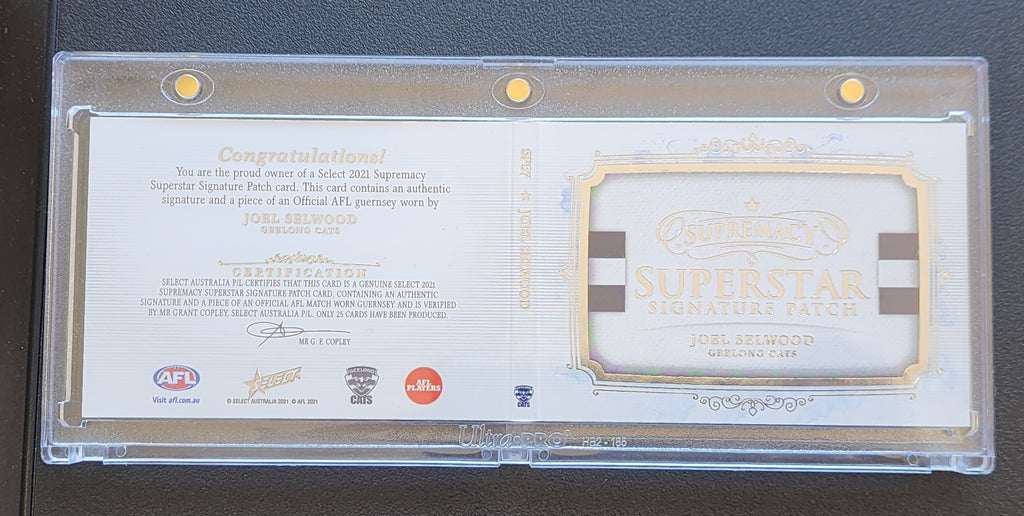 Congratulations!
You are the proud owner of a Select 2021 Supremacy
Superstar Signature Patch card. This card contains an authentic
signature and a piece of an Official AFL guernsey worn by
JOEL SELWOOD
GEELONG CATS
CERTIFICATION
SELECT AUSTRALIA P/L CERTIFIES THAT THIS CARD IS A GENUINE SELECT 2021
SUPREMACY SUPERSTAR SIGNATURE PATCH CARD, CONTAINING AN AUTHENTIC
SIGNATURE AND A PIECE OF AN OFFICIAL AFL MATCH WORN GUERNSEY AND IS VERIFIED
BY MR GRANT COPLEY, SELECT AUSTRALIA P/L. ONLY 25 CARDS HAVE BEEN PRODUCED.
MR G. F. COPLEY
AFL
Visit afl.com.au
SELECT
© SELECT AUSTRALIA 2021 © AFL 2021
GEELONG
CATS
AFL
PLAYERS
SPS7 ★ JOEL SELWOOD
CATS
SUPREMACY
SUPERSTAR
SIGNATURE PATCH
JOEL SELWOOD
GEELONG CATS
Ultra•PRO HB2-185